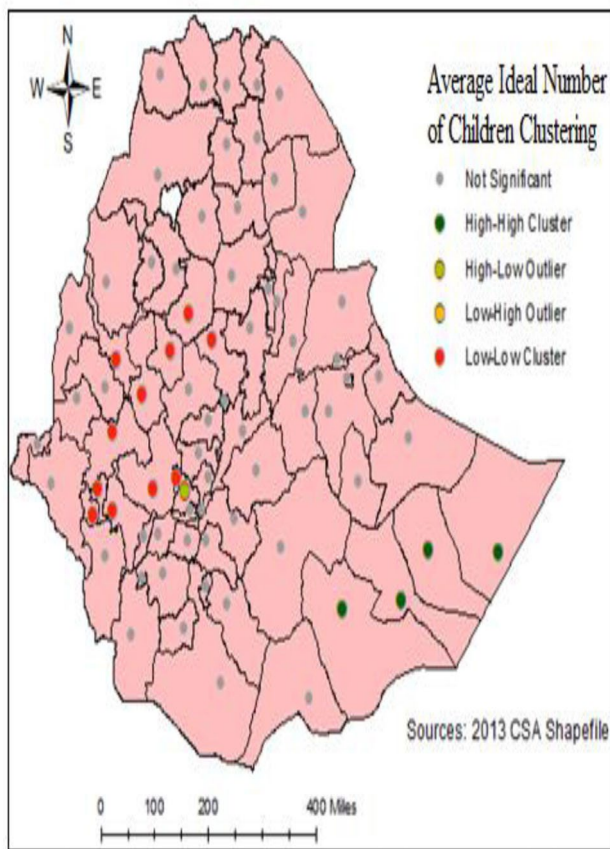 N
W E
S
Average Ideal Number
of Children Clustering
Not Significant
High-High Cluster
High-Low Outlier
Low-High Outlier
Low-Low Cluster
Sources: 2013 CSA Shapefile
0 100 200 400 Miles